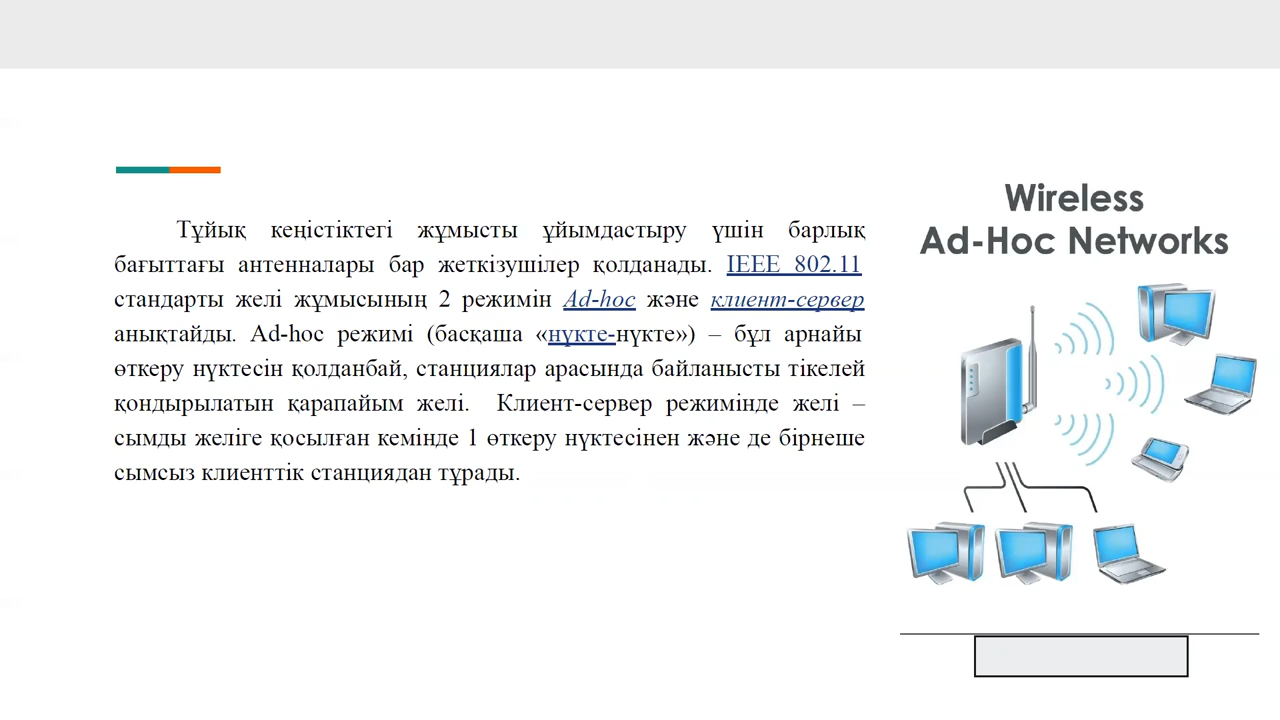 Тұйық кеңістіктегі жұмысты ұйымдастыру үшін барлық
бағыттағы антенналары бар жеткізушілер қолданады. IEEE 802.11
стандарты желі жұмысының 2 режимін Ad-hoc және клиент-сервер
анықтайды. Ad-hoc режимі (басқаша «нүкте-нүкте») – бұл арнайы
өткеру нүктесін қолданбай, станциялар арасында байланысты тікелей
қондырылатын қарапайым желі. Клиент-сервер режимінде желі –
сымды желіге қосылған кемінде 1 өткеру нүктесінен және де бірнеше
сымсыз клиенттік станциядан тұрады.
Wireless
Ad-Hoc Networks